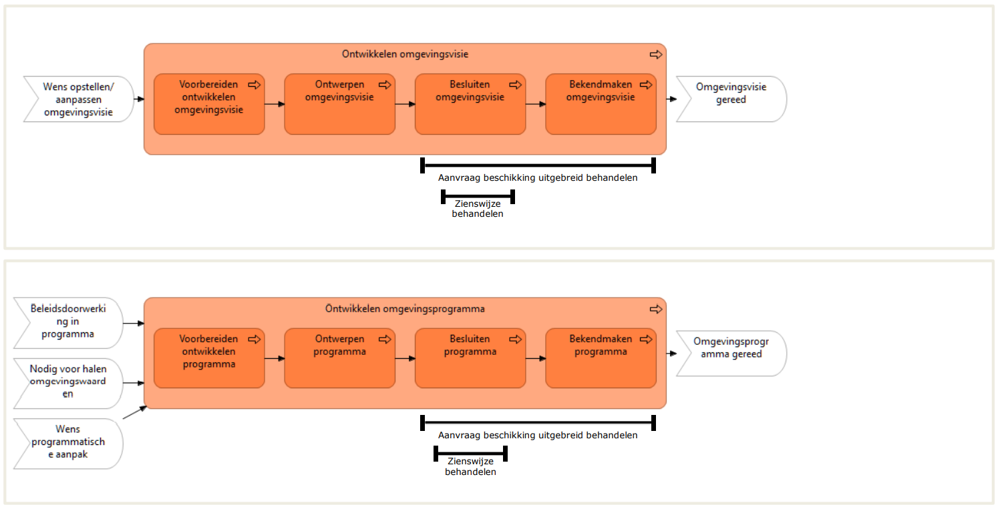 Ontwikkelen omgevingsvisie
Wens opstellen/
aanpassen
omgevingsvisie
Voorbereiden
ontwikkelen
omgevingsvisie
Ontwerpen
omgevingsvisie
Besluiten
omgevingsvisie
Bekendmaken
omgevingsvisie
Omgevingsvisie
gereed
Aanvraag beschikking uitgebreid behandelen
Zienswijze
behandelen
Ontwikkelen omgevingsprogramma
Beleidsdoorwerki
ng in
programma
Nodig voor halen
omgevingswaard
en
Wens
programmatisch
e aanpak
Voorbereiden
ontwikkelen
programma
Ontwerpen
programma
Besluiten
programma
Bekendmaken
programma
Omgevingsprogr
amma gereed
Aanvraag beschikking uitgebreid behandelen
Zienswijze
behandelen